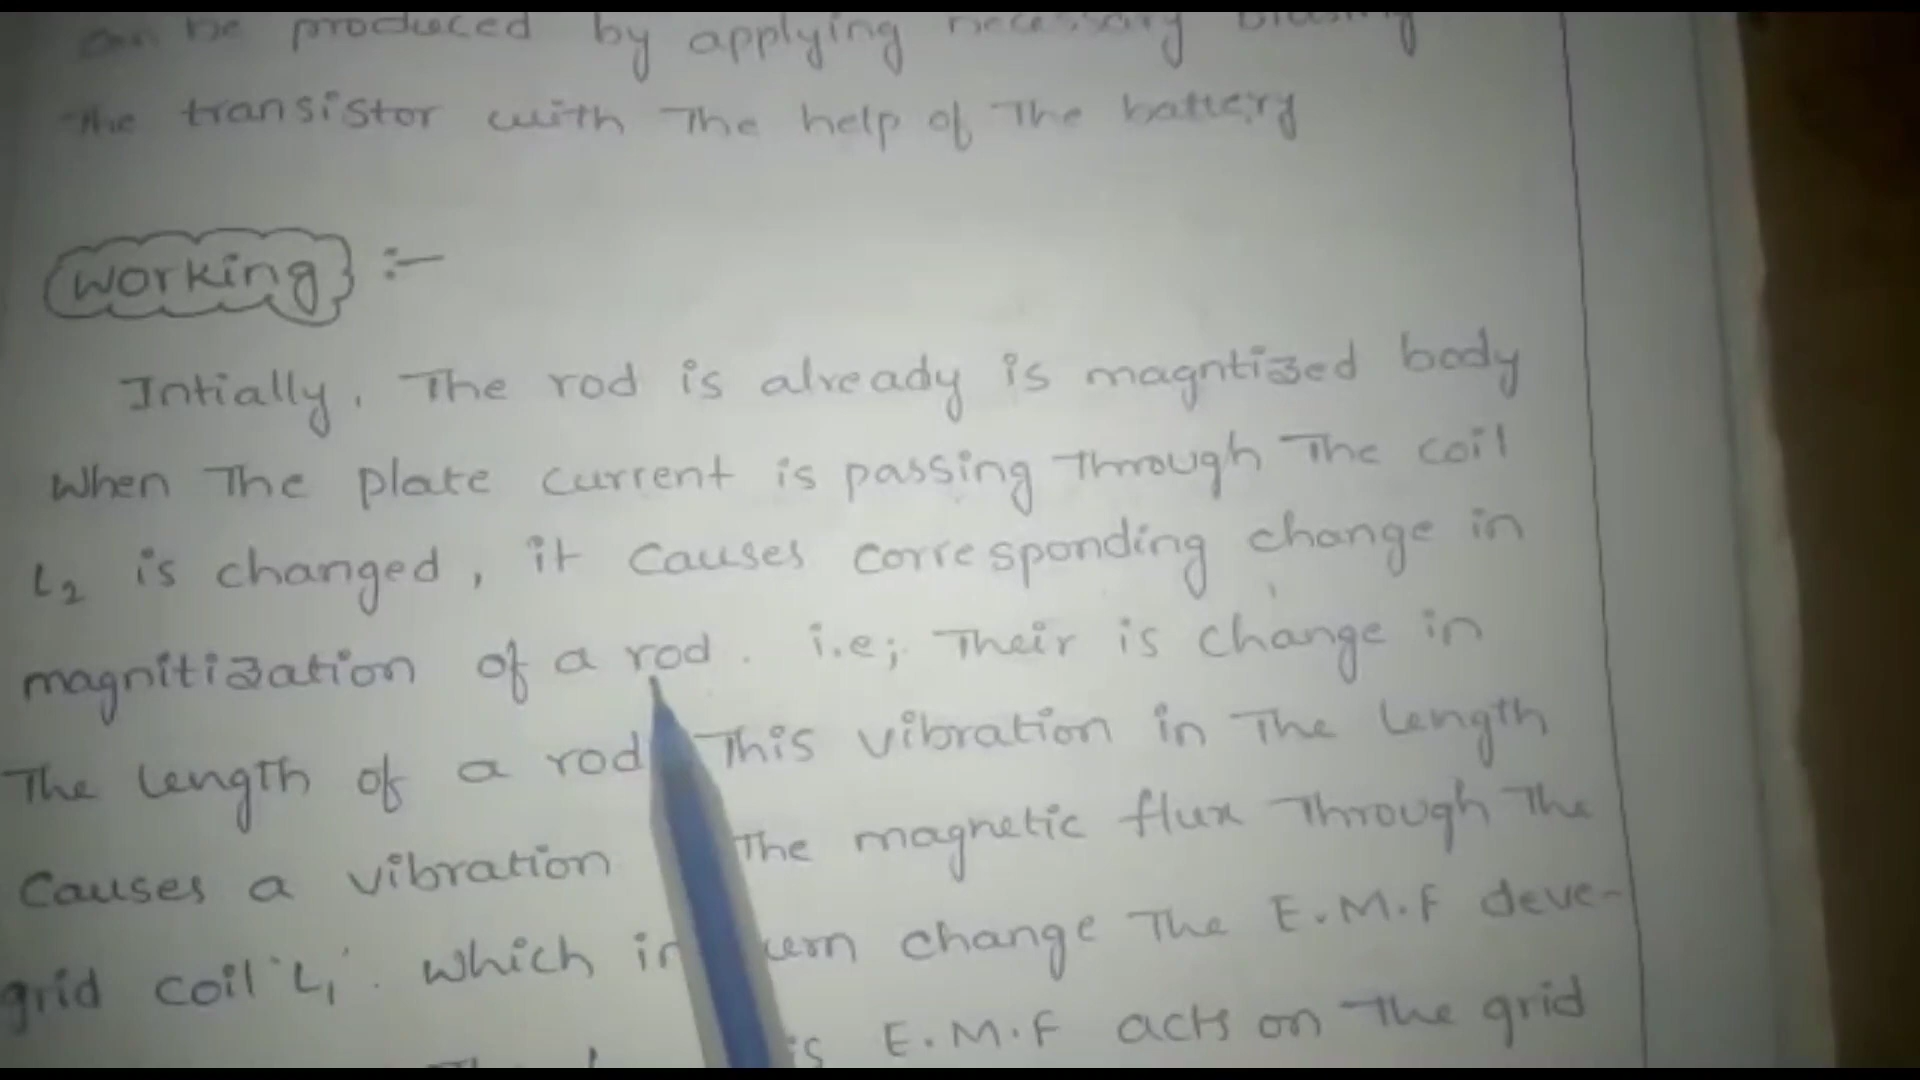 can be produced by applying necessary biasing
The transistor with The help of The battery
Working :-
Intially, The rod is already is magntized body
When The plate current is passing Through The coil
L2 is changed, it causes corresponding change in
magnitization of a rod. i.e; Their is change in
The length of a rod This vibration in The length
Causes a vibration The magnetic flux Through The
grid coil 'L1'. Which in change The E.M.F deve-
E.M.F acts on The grid